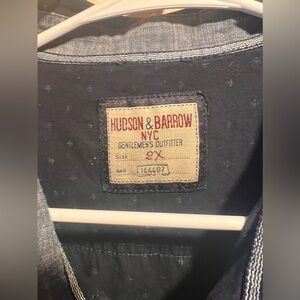 HUDSON & BARROW
NYC
GENTLEMEN'S OUTFITTER
SIZE 2X
144487